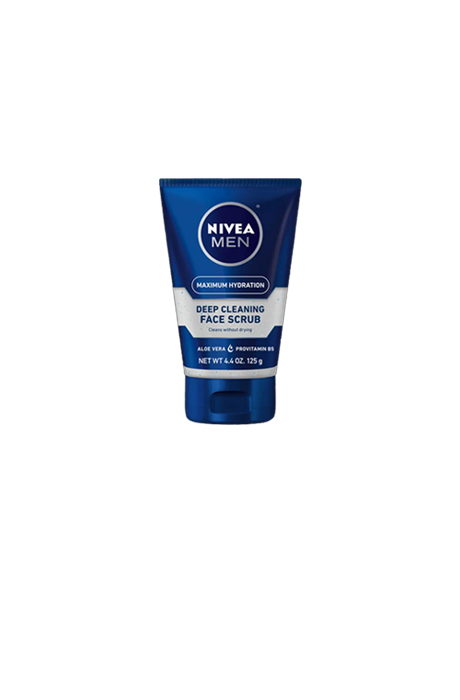 NIVEA
MEN
MAXIMUM HYDRATION
DEEP CLEANING
FACE SCRUB
Cleans without drying
ALOE VERA PROVITAMIN B5
NET WT 4.4 OZ. 125 g